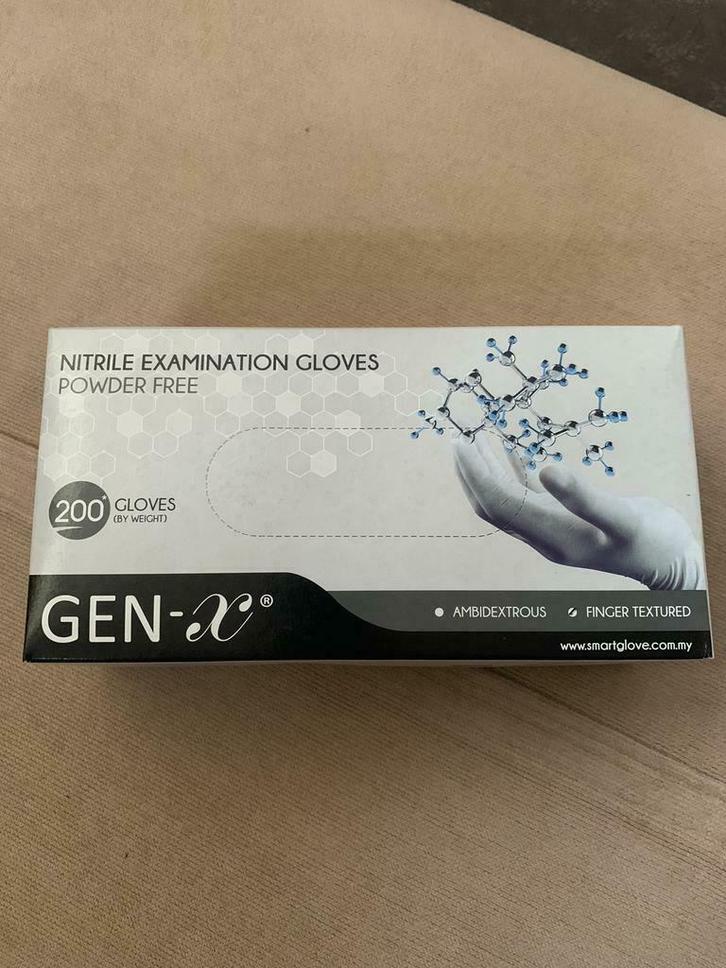 NITRILE EXAMINATION GLOVES
POWDER FREE
200* GLOVES
(BY WEIGHT)
GEN-x®
AMBIDEXTROUS
FINGER TEXTURED
www.smartglove.com.my